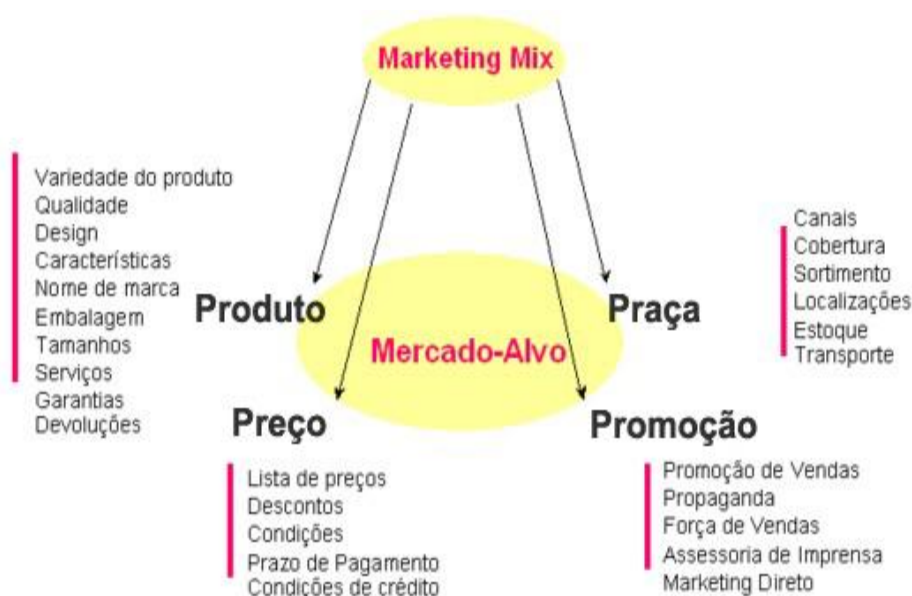 Marketing Mix
Variedade do produto
Qualidade
Design
Características
Nome de marca
Embalagem
Tamanhos
Serviços
Garantias
Devoluções
Produto
Mercado-Alvo
Praça
Canais
Cobertura
Sortimento
Localizações
Estoque
Transporte
Preço
Lista de preços
Descontos
Condições
Prazo de Pagamento
Condições de crédito
Promoção
Promoção de Vendas
Propaganda
Força de Vendas
Assessoria de Imprensa
Marketing Direto